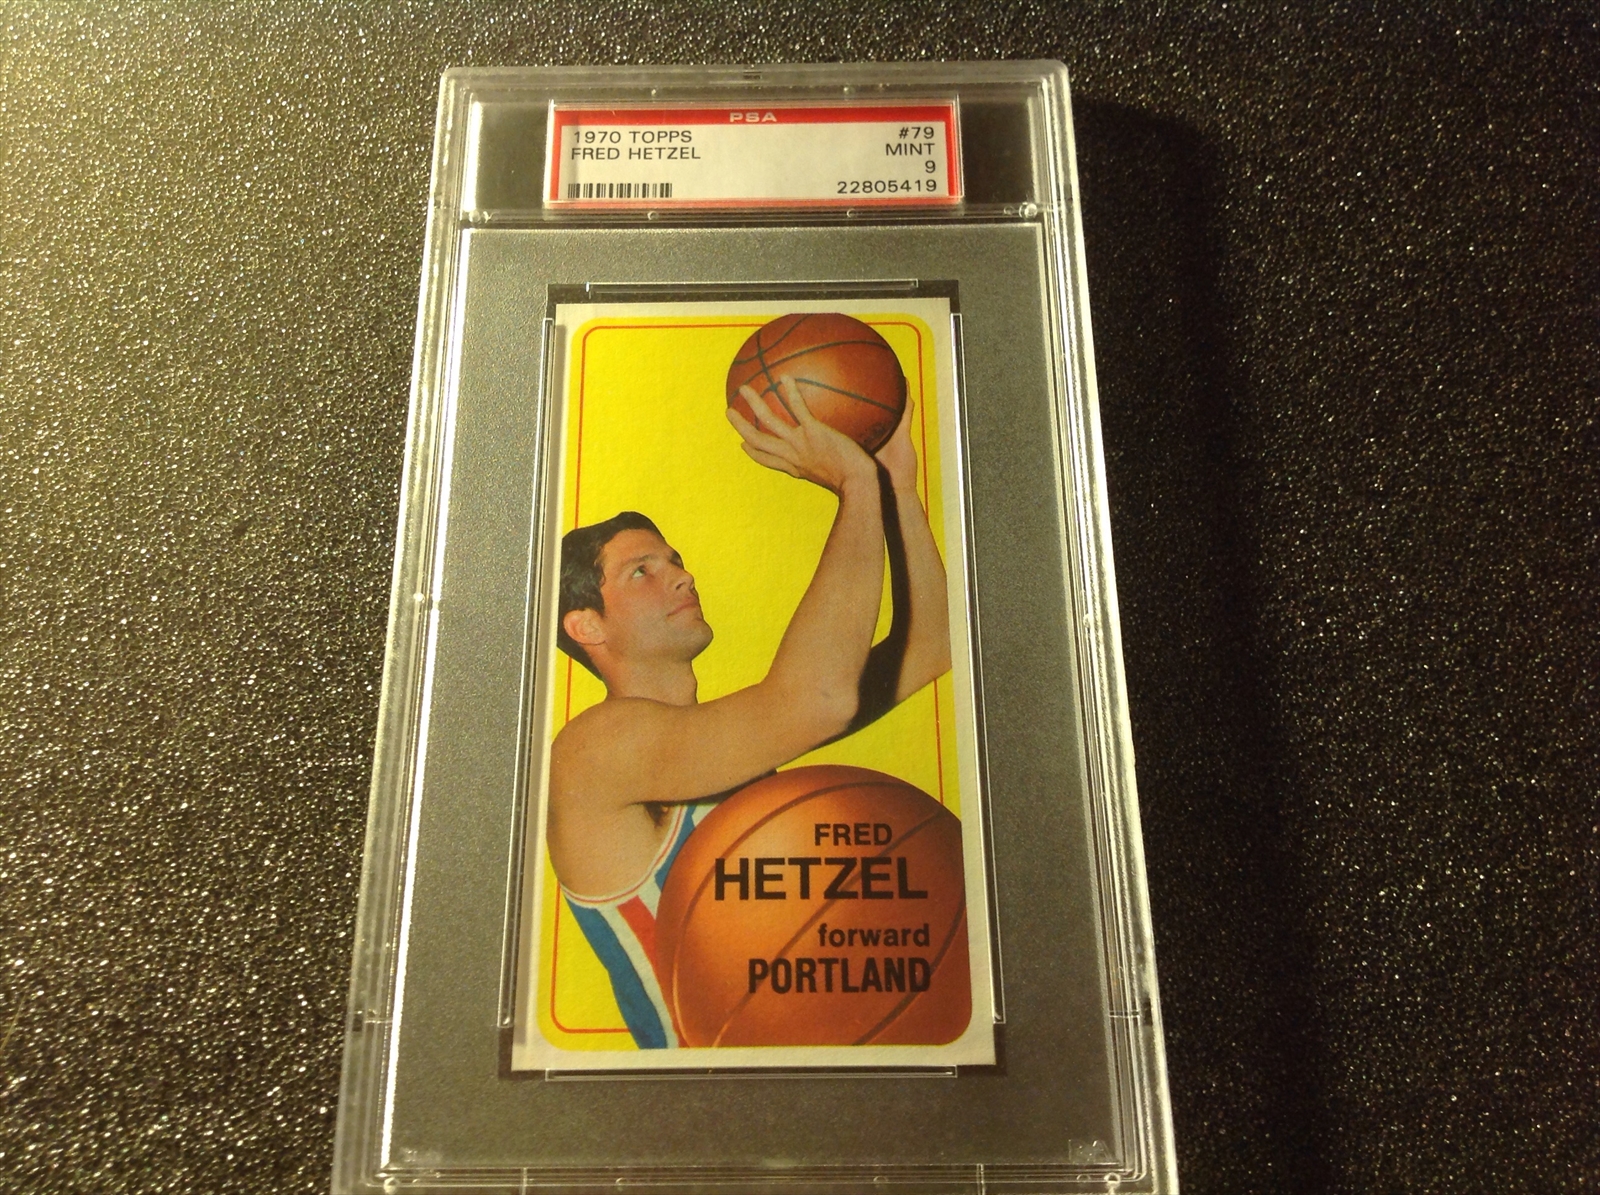 PSA
1970 TOPPS #79
FRED HETZEL MINT
9
22805419
FRED
HETZEL
forward
PORTLAND